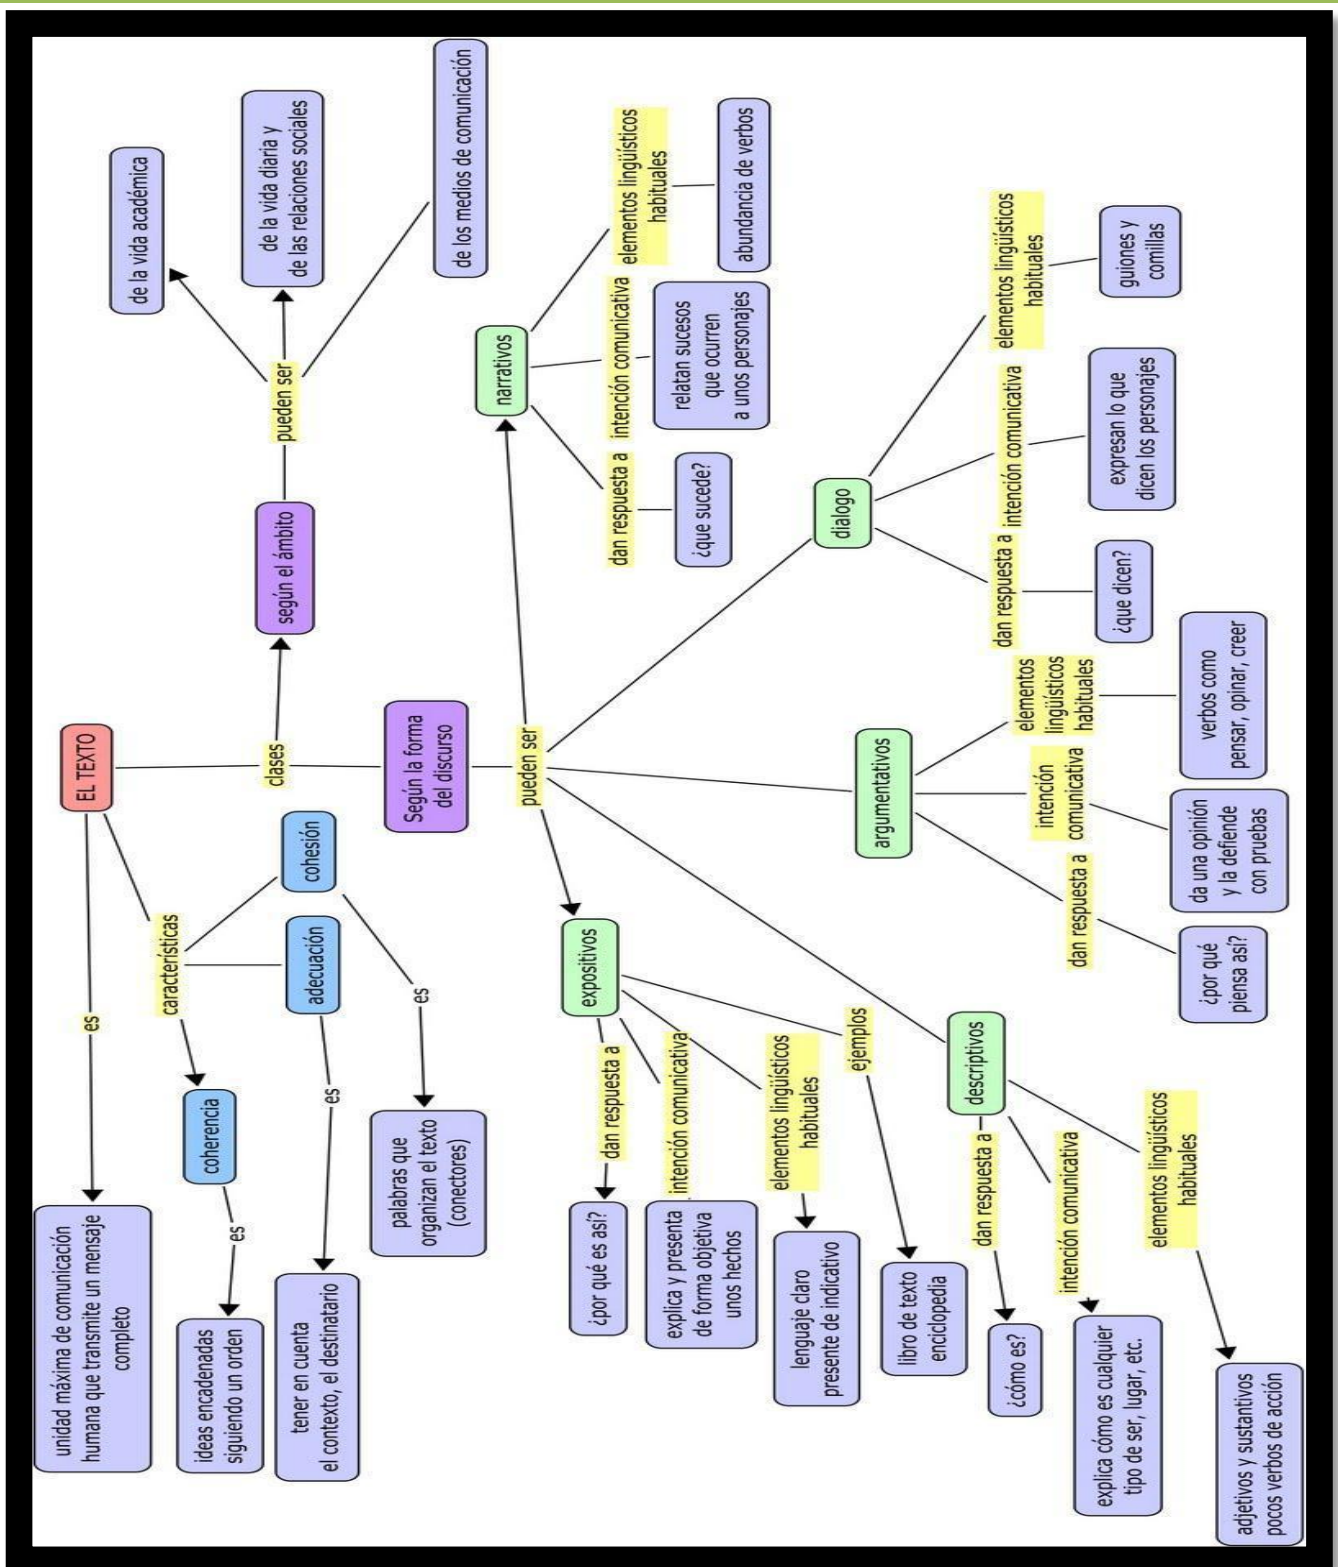 EL TEXTO
es
unidad máxima de comunicación
humana que transmite un mensaje
completo
características
coherencia
es
ideas encadenadas
siguiendo un orden
adecuación
es
tener en cuenta
el contexto, el destinatario
cohesión
es
palabras que
organizan el texto
(conectores)
clases
según el ámbito
pueden ser
de la vida académica
de la vida diaria y
de las relaciones sociales
de los medios de comunicación
Según la forma
del discurso
pueden ser
expositivos
dan respuesta a
¿por qué es así?
intención comunicativa
explica y presenta
de forma objetiva
unos hechos
elementos lingüísticos
habituales
lenguaje claro
presente de indicativo
ejemplos
libro de texto
enciclopedia
descriptivos
dan respuesta a
¿cómo es?
intención comunicativa
explica cómo es cualquier
tipo de ser, lugar, etc.
elementos lingüísticos
habituales
adjetivos y sustantivos
pocos verbos de acción
argumentativos
dan respuesta a
¿por qué
piensa así?
intención
comunicativa
da una opinión
y la defiende
con pruebas
elementos
lingüísticos
habituales
verbos como
pensar, opinar, creer
dialogo
dan respuesta a
¿que dicen?
intención comunicativa
expresan lo que
dicen los personajes
elementos lingüísticos
habituales
guiones y
comillas
narrativos
dan respuesta a
¿que sucede?
intención comunicativa
relatan sucesos
que ocurren
a unos personajes
elementos lingüísticos
habituales
abundancia de verbos